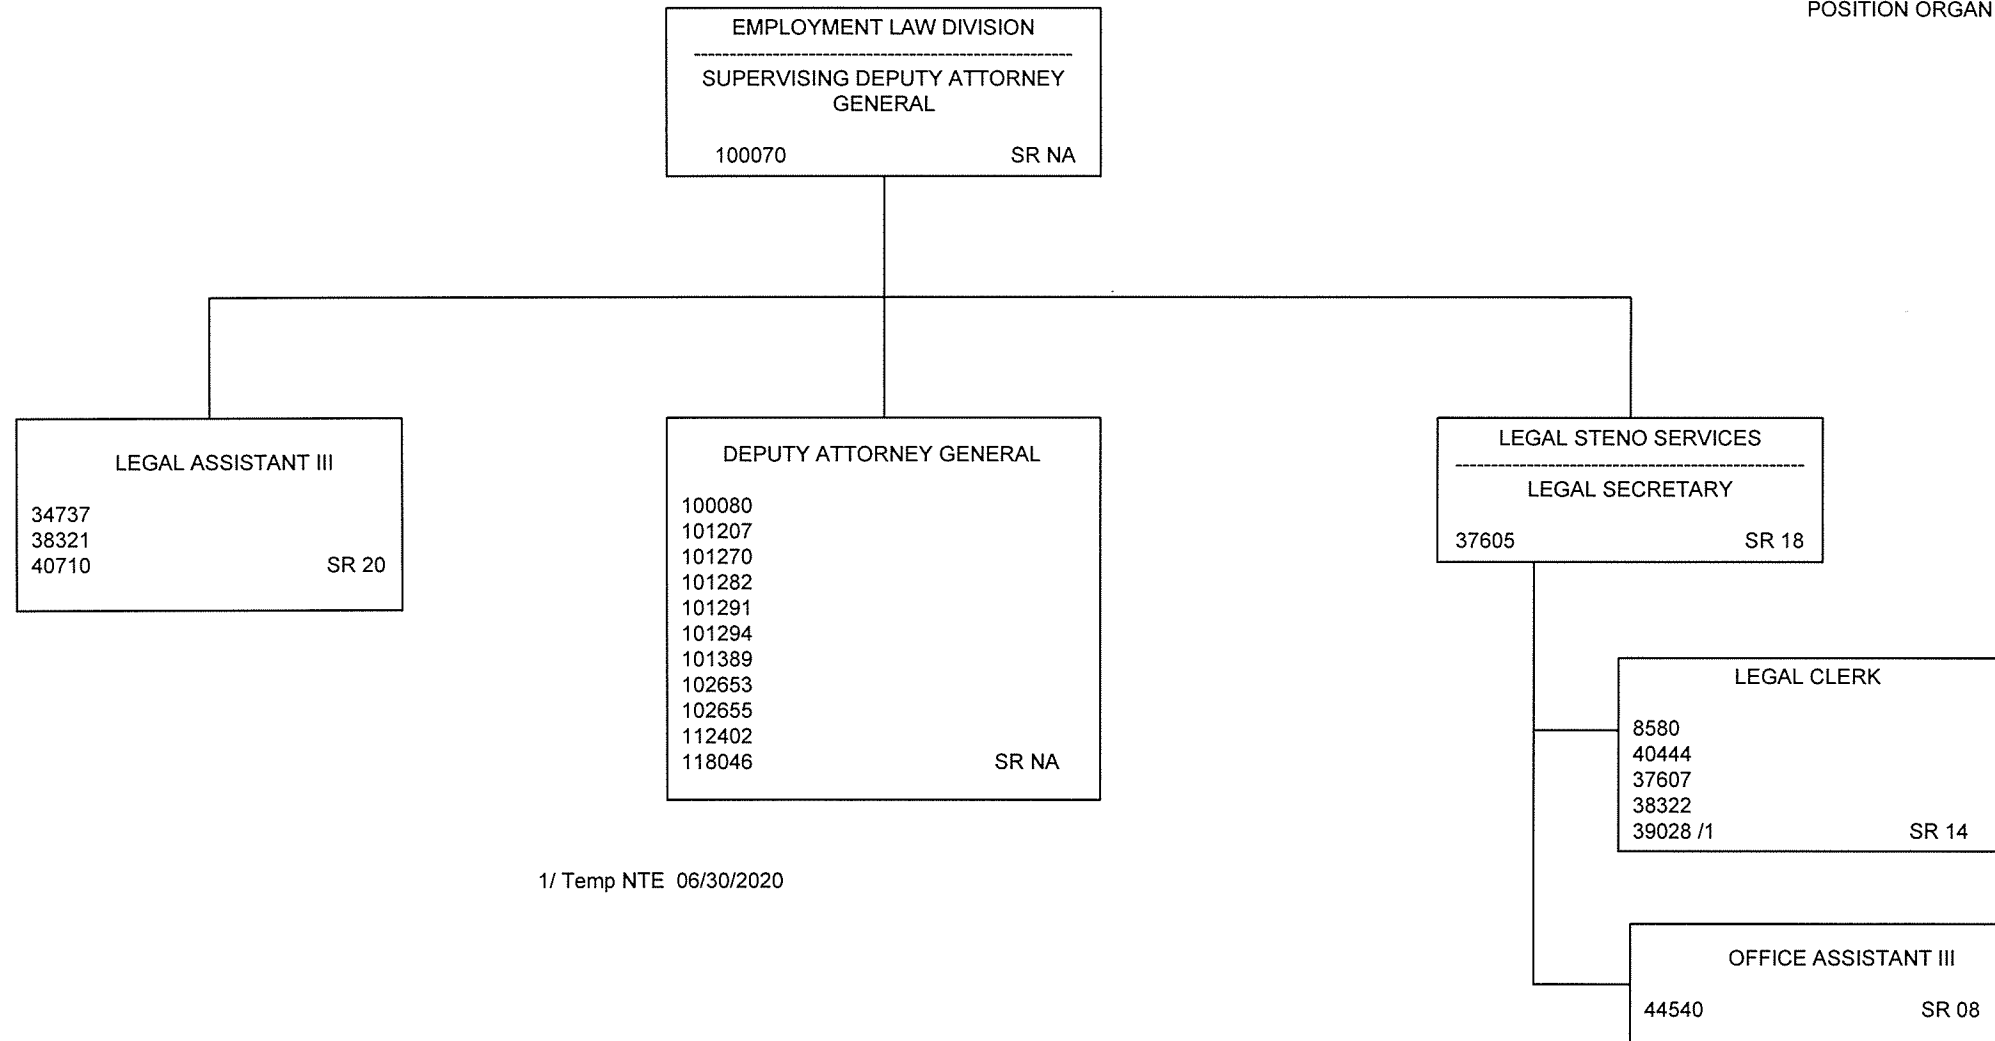 POSITION ORGAN
EMPLOYMENT LAW DIVISION
SUPERVISING DEPUTY ATTORNEY
GENERAL
100070 SR NA
LEGAL ASSISTANT III
34737
38321
40710 SR 20
DEPUTY ATTORNEY GENERAL
100080
101207
101270
101282
101291
101294
101389
102653
102655
112402
118046 SR NA
LEGAL STENO SERVICES
LEGAL SECRETARY
37605 SR 18
LEGAL CLERK
8580
40444
37607
38322
39028 /1 SR 14
OFFICE ASSISTANT III
44540 SR 08
1/ Temp NTE 06/30/2020